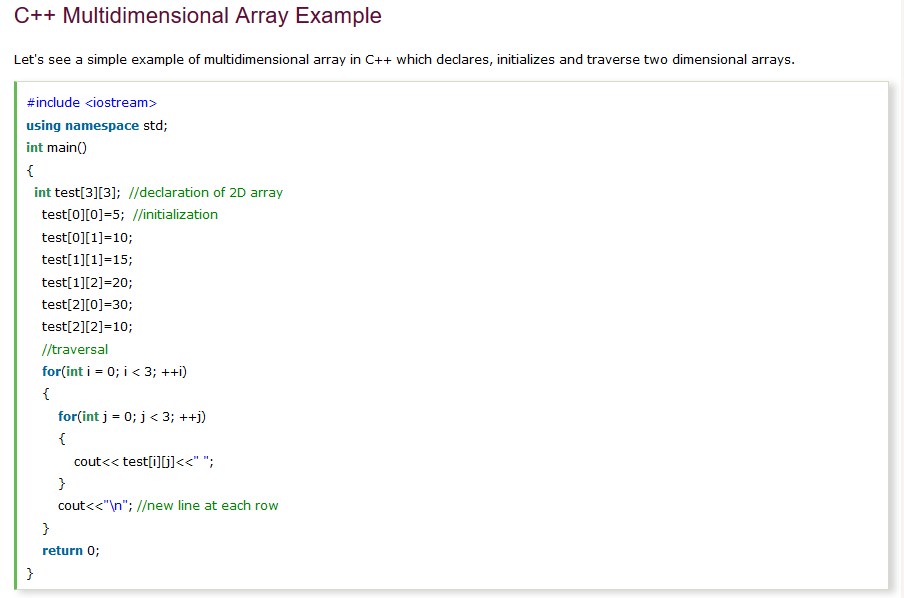 C++ Multidimensional Array Example
Let's see a simple example of multidimensional array in C++ which declares, initializes and traverse two dimensional arrays.
#include <iostream>
using namespace std;
int main()
{
int test[3][3];  //declaration of 2D array
test[0][0]=5;  //initialization
test[0][1]=10;
test[1][1]=15;
test[1][2]=20;
test[2][0]=30;
test[2][2]=10;
//traversal
for(int i = 0; i < 3; ++i)
{
for(int j = 0; j < 3; ++j)
{
cout<< test[i][j]<<" ";
}
cout<<"\n"; //new line at each row
}
return 0;
}